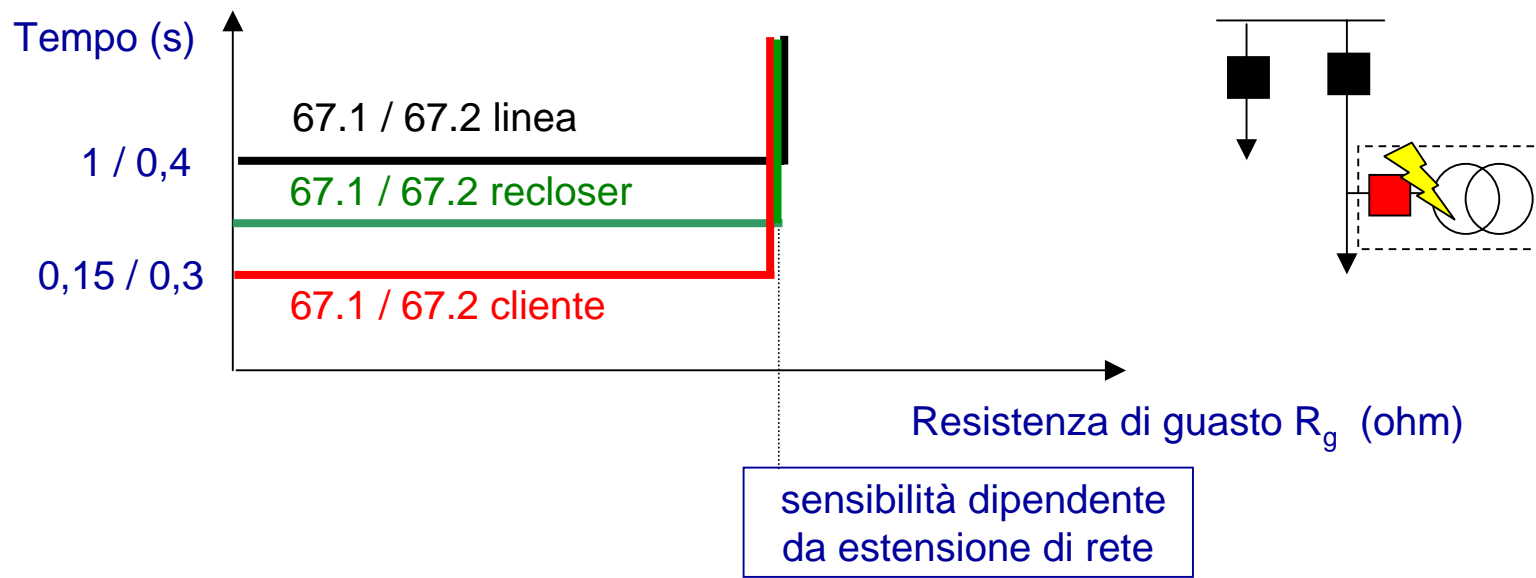 Tempo (s)
67.1 / 67.2 linea
1 / 0,4
67.1 / 67.2 recloser
0,15 / 0,3
67.1 / 67.2 cliente
Resistenza di guasto Rg (ohm)
sensibilità dipendente
da estensione di rete